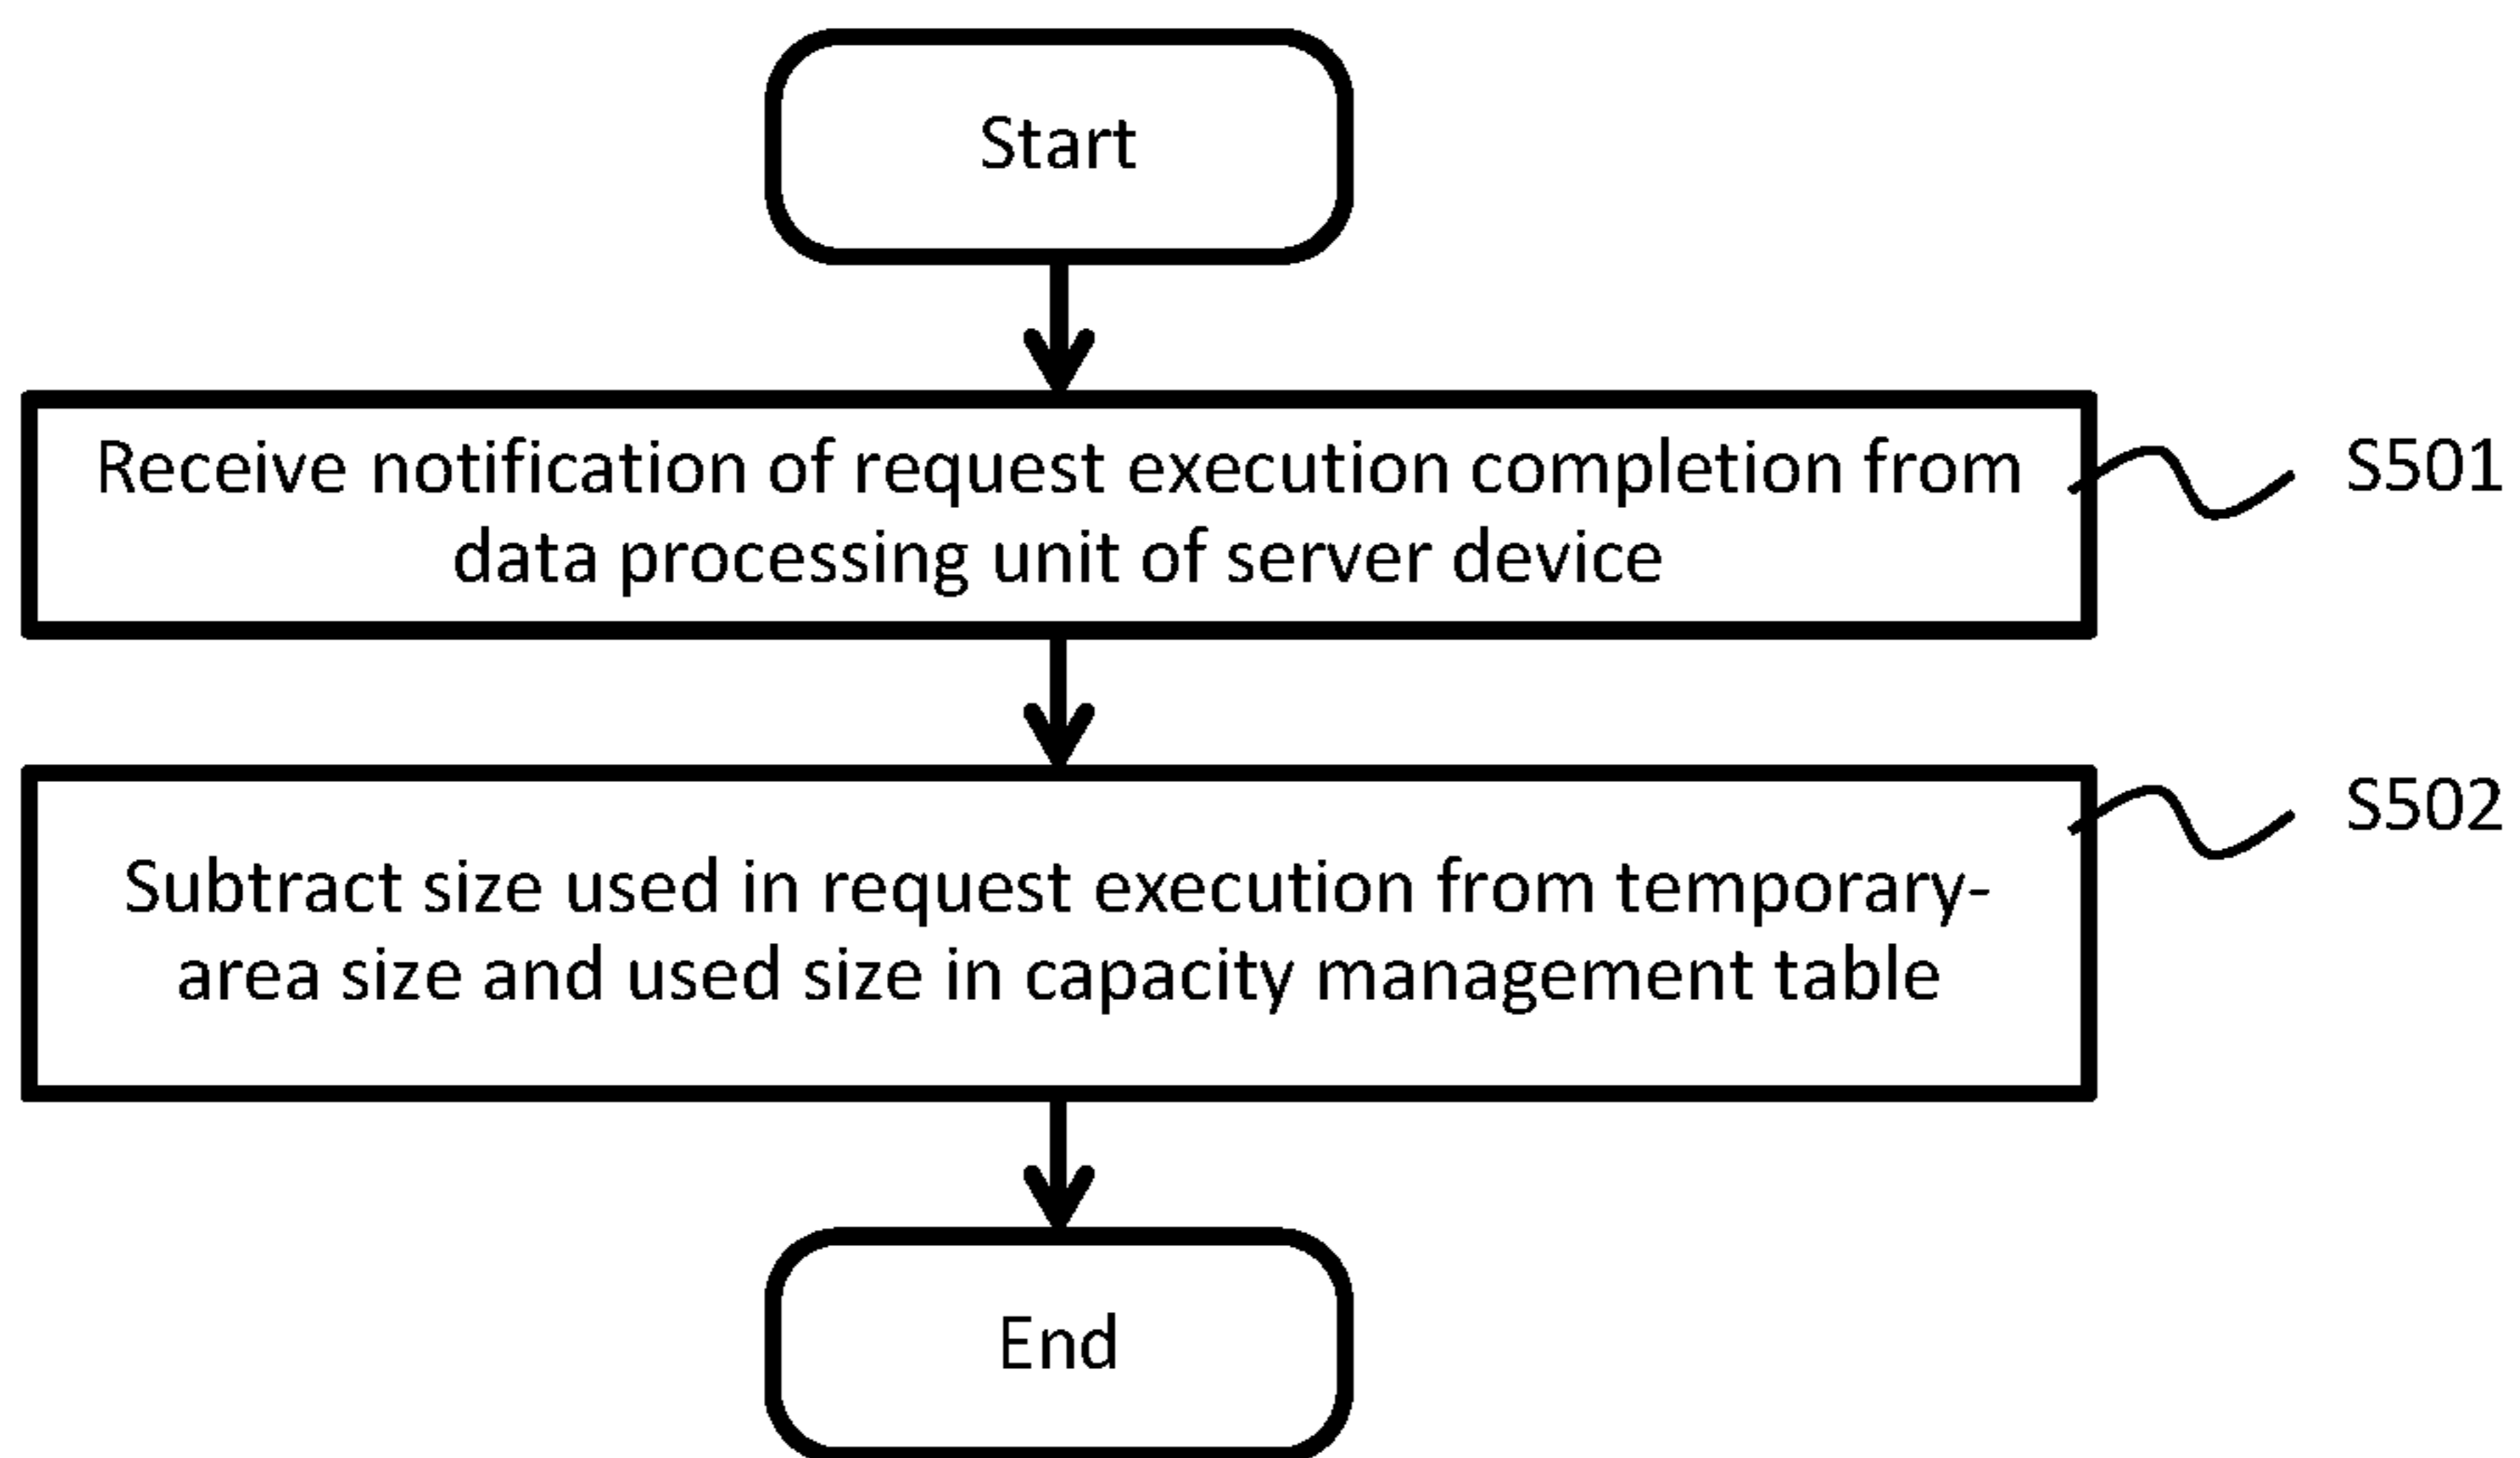 Start
Receive notification of request execution completion from
data processing unit of server device
S501
Subtract size used in request execution from temporary-
area size and used size in capacity management table
S502
End